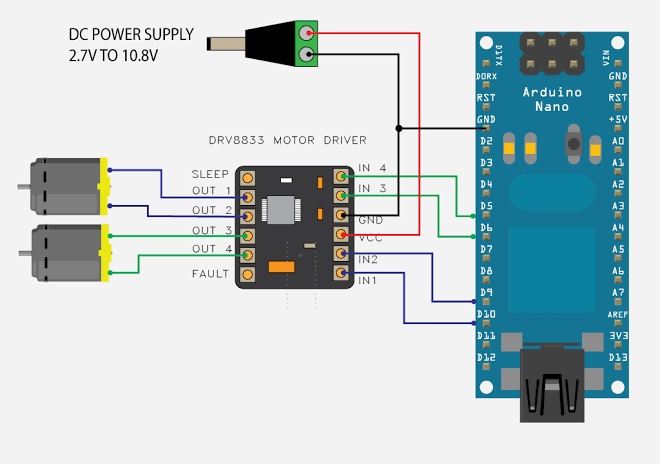 DC POWER SUPPLY
2.7V TO 10.8V
DRV8833 MOTOR DRIVER
SLEEP
OUT 1
OUT 2
OUT 3
OUT 4
FAULT
IN 4
IN 3
GND
VCC
IN2
IN1
D1TX
DORX
RST
GND
D2
D3
D4
D5
D6
D7
D8
D9
D10
D11
D12
Arduino
Nano
VIN
GND
RST
+5V
A0
A1
A2
A3
A4
A5
A6
A7
AREF
3V3
D13